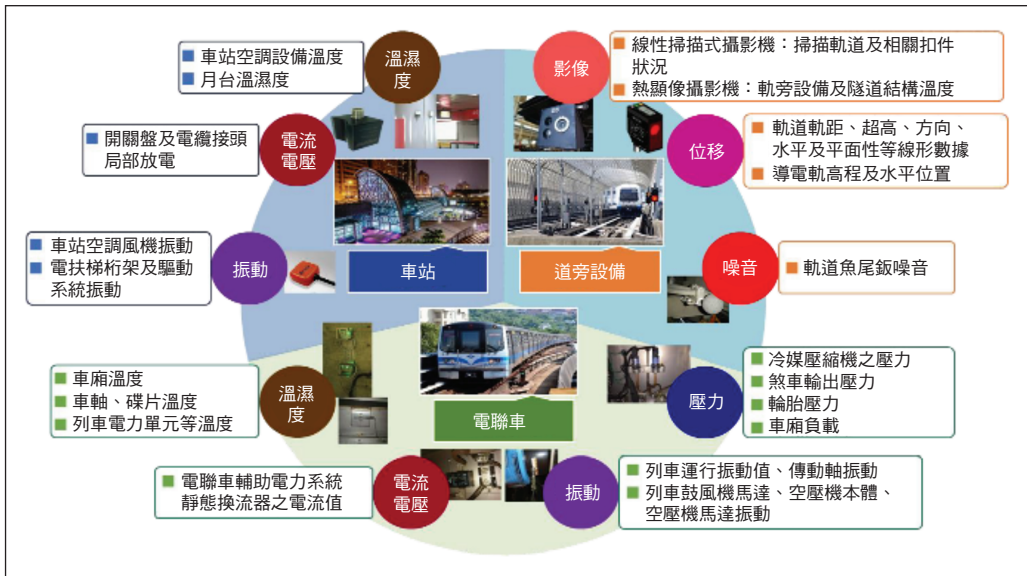 車站空調設備溫度
月台溫濕度
溫濕
度
影像
線性掃描式攝影機：掃描軌道及相關扣件
狀況
熱顯像攝影機：軌旁設備及隧道結構溫度
開關盤及電纜接頭
局部放電
電流
電壓
位移
軌道軌距、超高、方向、
水平及平面性等線形數據
導電軌高程及水平位置
車站空調風機振動
電扶梯桁架及驅動
系統振動
振動
車站
道旁設備
噪音
軌道魚尾鈑噪音
車廂溫度
車軸、碟片溫度
列車電力單元等溫度
溫濕
度
電聯車
壓力
冷媒壓縮機之壓力
煞車輸出壓力
輪胎壓力
車廂負載
電聯車輔助電力系統
靜態換流器之電流值
電流
電壓
振動
列車運行振動值、傳動軸振動
列車鼓風機馬達、空壓機本體、
空壓機馬達振動